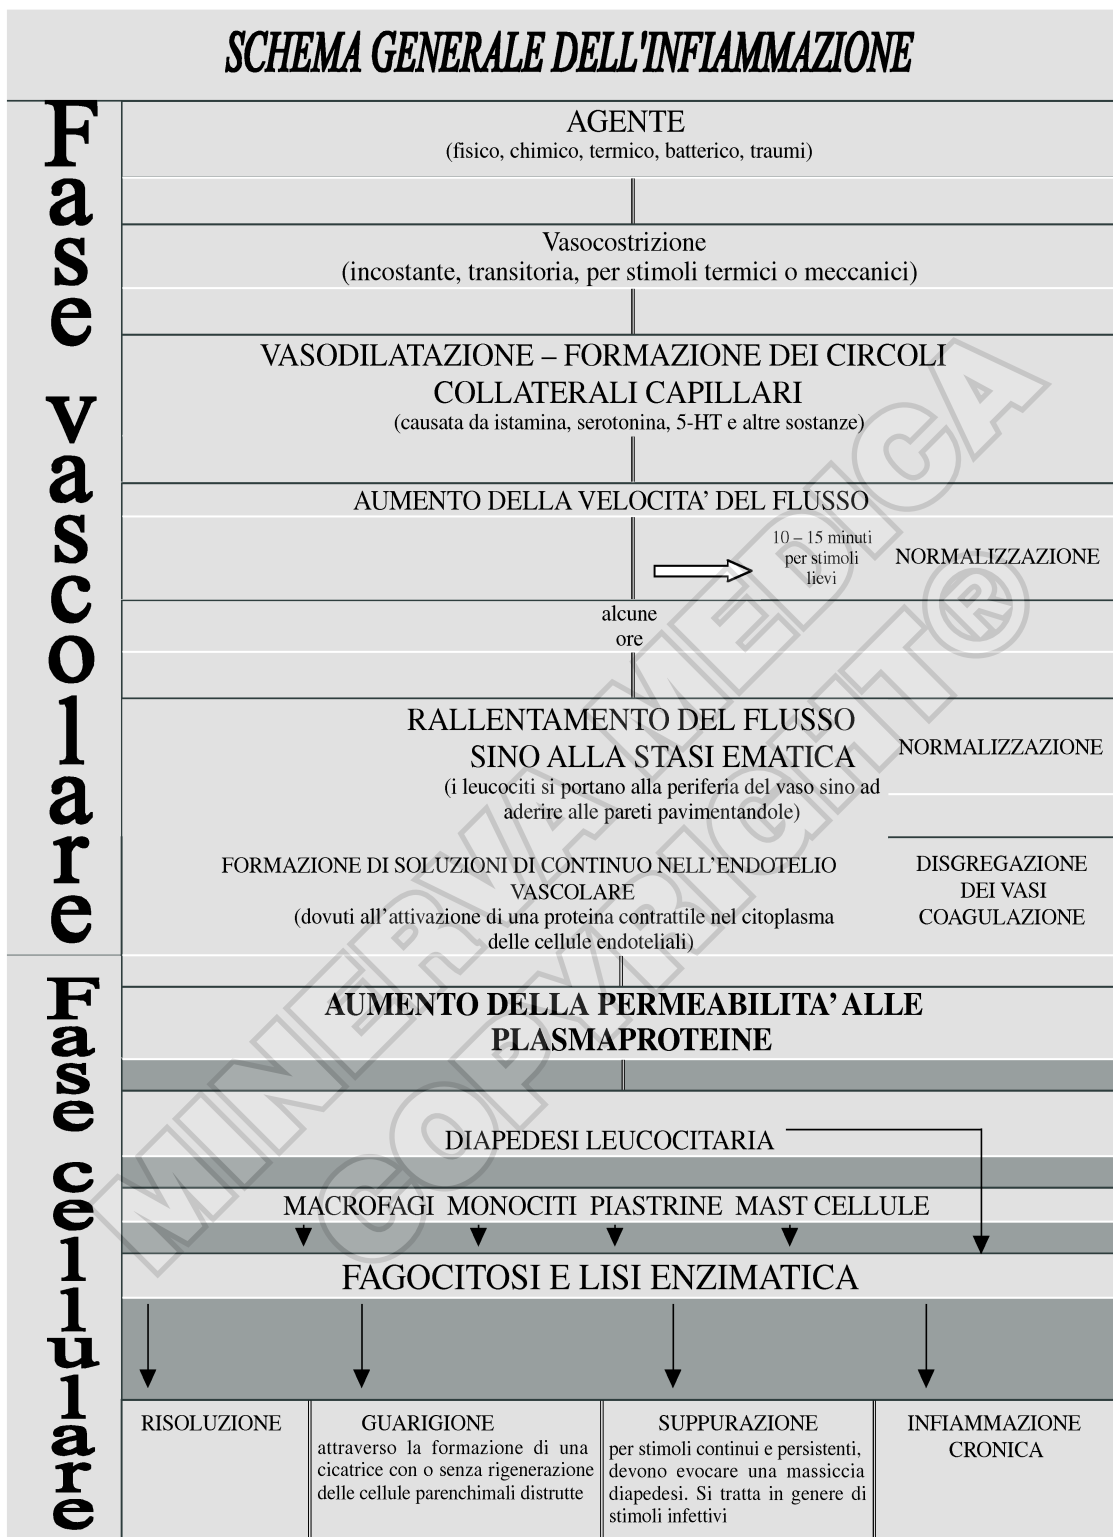 SCHEMA GENERALE DELL'INFIAMMAZIONE
Fase vascolare
AGENTE
(fisico, chimico, termico, batterico, traumi)
Vasocostrizione
(incostante, transitoria, per stimoli termici o meccanici)
VASODILATAZIONE – FORMAZIONE DEI CIRCOLI
COLLATERALI CAPILLARI
(causata da istamina, serotonina, 5-HT e altre sostanze)
AUMENTO DELLA VELOCITA’ DEL FLUSSO
10 – 15 minuti
per stimoli
lievi
NORMALIZZAZIONE
alcune
ore
RALLENTAMENTO DEL FLUSSO
SINO ALLA STASI EMATICA
(i leucociti si portano alla periferia del vaso sino ad
aderire alle pareti pavimentandole)
NORMALIZZAZIONE
FORMAZIONE DI SOLUZIONI DI CONTINUO NELL’ENDOTELIO
VASCOLARE
(dovuti all’attivazione di una proteina contrattile nel citoplasma
delle cellule endoteliali)
DISGREGAZIONE
DEI VASI
COAGULAZIONE
Fase cellulare
AUMENTO DELLA PERMEABILITA’ ALLE
PLASMAPROTEINE
DIAPEDESI LEUCOCITARIA
MACROFAGI MONOCITI PIASTRINE MAST CELLULE
FAGOCITOSI E LISI ENZIMATICA
RISOLUZIONE
GUARIGIONE
attraverso la formazione di una
cicatrice con o senza rigenerazione
delle cellule parenchimali distrutte
SUPPURAZIONE
per stimoli continui e persistenti,
devono evocare una massiccia
diapedesi. Si tratta in genere di
stimoli infettivi
INFIAMMAZIONE
CRONICA
MINERVA MEDICA
COPYRIGHT®